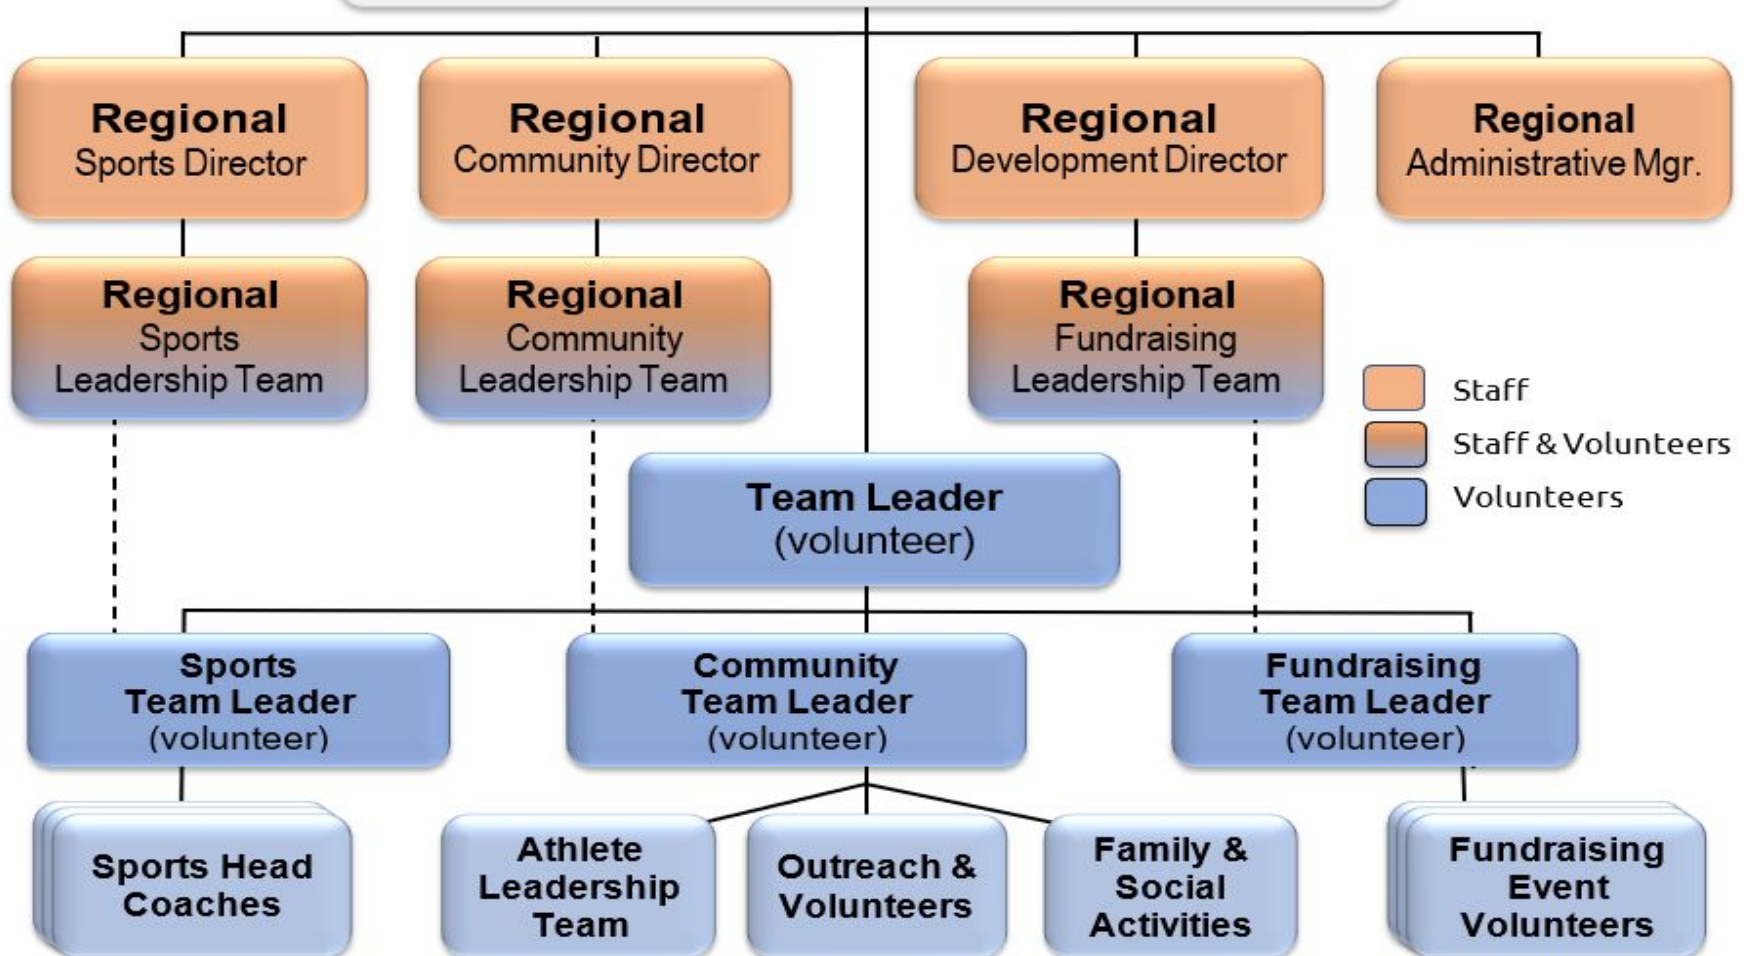 Regional
Sports Director
Regional
Community Director
Regional
Development Director
Regional
Administrative Mgr.
Regional
Sports
Leadership Team
Regional
Community
Leadership Team
Regional
Fundraising
Leadership Team
Staff
Staff & Volunteers
Volunteers
Team Leader
(volunteer)
Sports
Team Leader
(volunteer)
Community
Team Leader
(volunteer)
Fundraising
Team Leader
(volunteer)
Sports Head
Coaches
Athlete
Leadership
Team
Outreach &
Volunteers
Family &
Social
Activities
Fundraising
Event
Volunteers